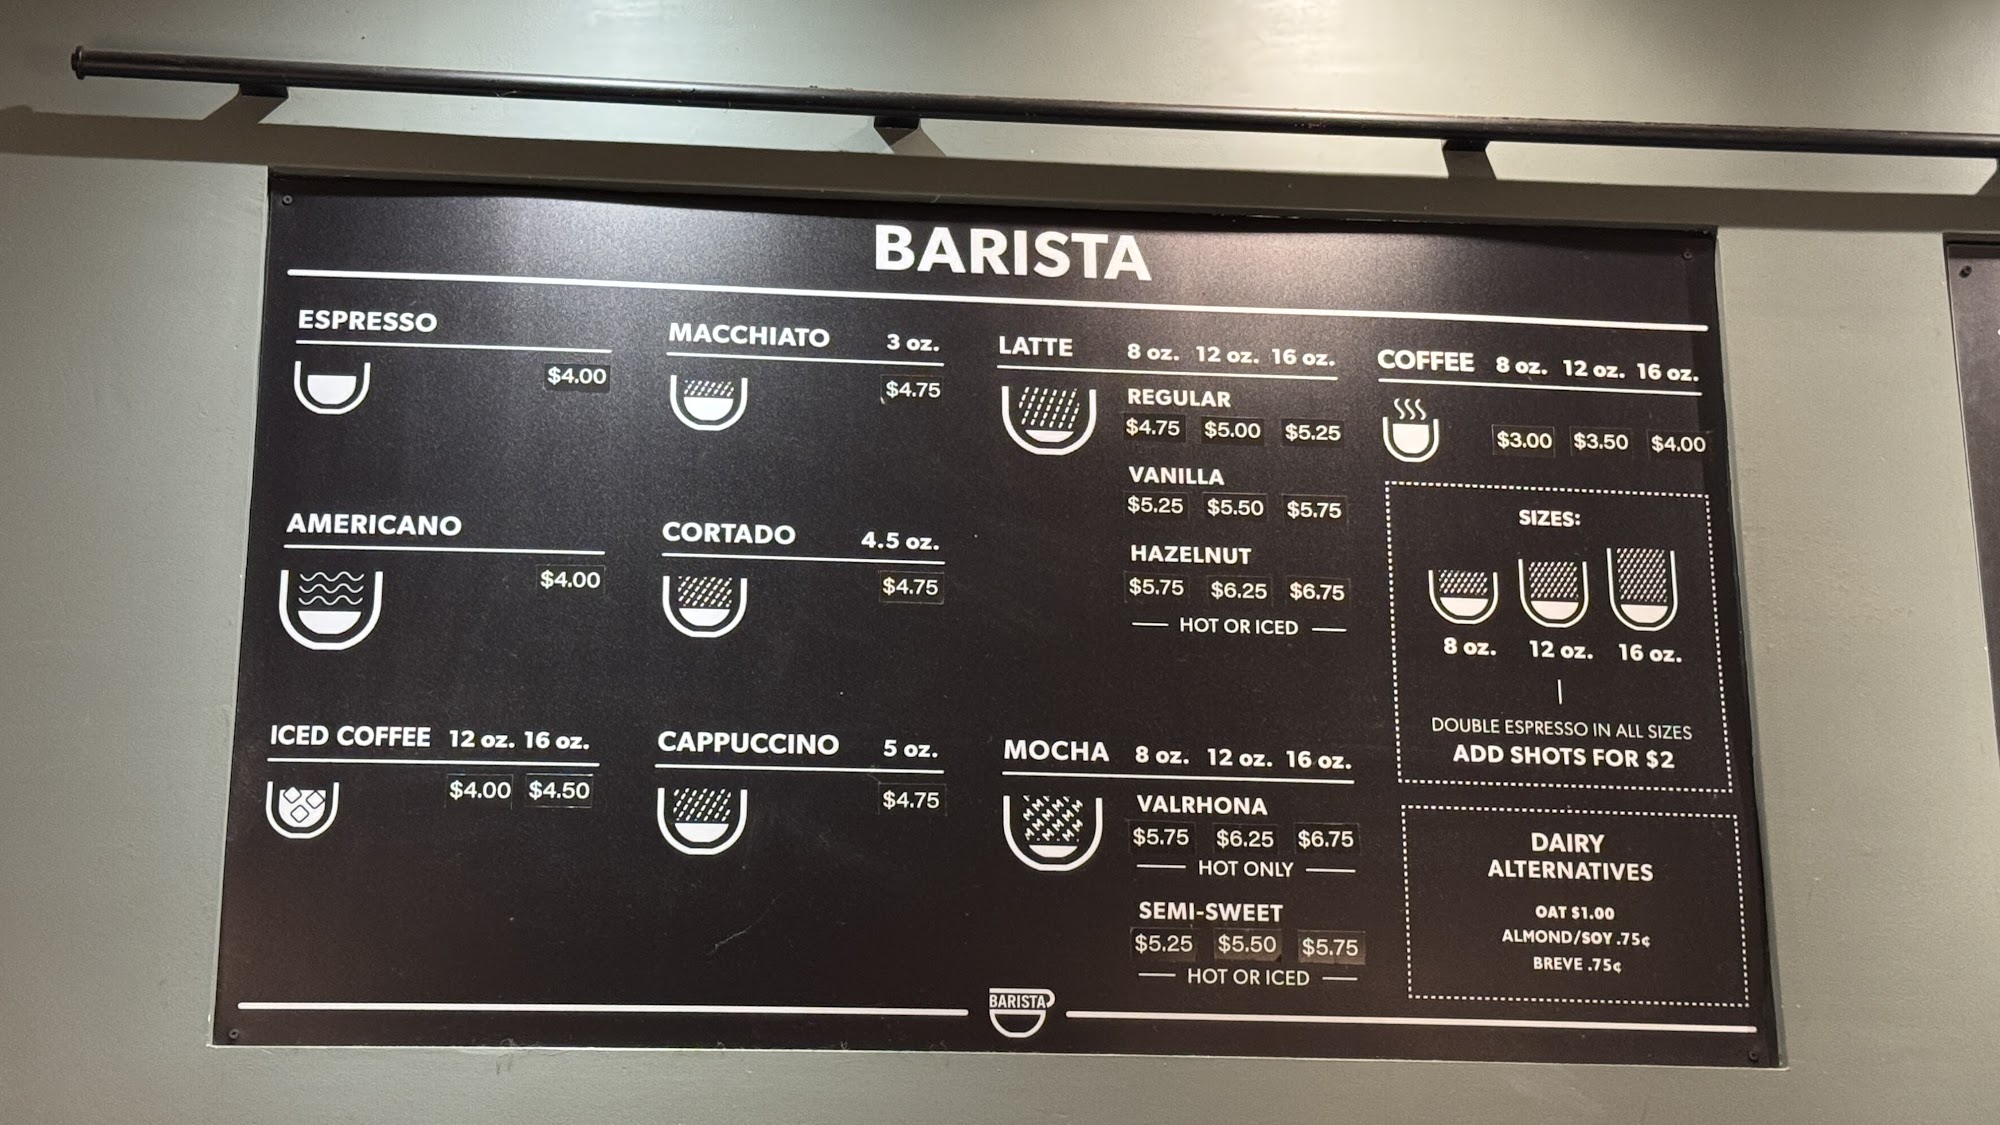 BARISTA
ESPRESSO
$4.00
AMERICANO
$4.00
ICED COFFEE 12 oz. 16 oz.
$4.00 $4.50
MACCHIATO 3 oz.
$4.75
CORTADO 4.5 oz.
$4.75
CAPPUCCINO 5 oz.
$4.75
LATTE 8 oz. 12 oz. 16 oz.
REGULAR
$4.75 $5.00 $5.25
VANILLA
$5.25 $5.50 $5.75
HAZELNUT
$5.75 $6.25 $6.75
HOT OR ICED
MOCHA 8 oz. 12 oz. 16 oz.
VALRHONA
$5.75 $6.25 $6.75
HOT ONLY
SEMI-SWEET
$5.25 $5.50 $5.75
HOT OR ICED
COFFEE 8 oz. 12 oz. 16 oz.
$3.00 $3.50 $4.00
SIZES:
8 oz. 12 oz. 16 oz.
DOUBLE ESPRESSO IN ALL SIZES
ADD SHOTS FOR $2
DAIRY
ALTERNATIVES
OAT $1.00
ALMOND/SOY .75¢
BREVE .75¢
BARISTA